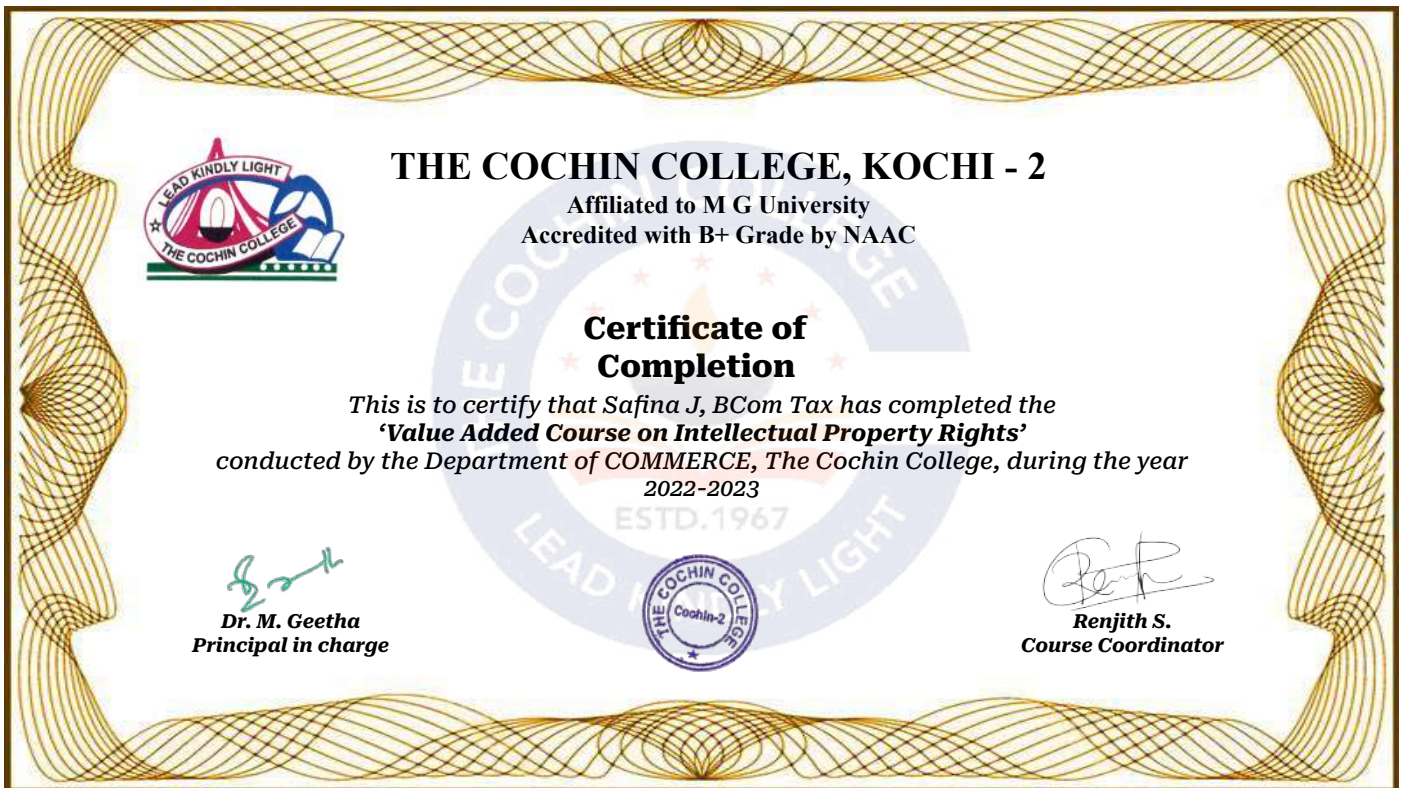 LEAD KINDLY LIGHT
THE COCHIN COLLEGE
THE COCHIN COLLEGE, KOCHI - 2
Affiliated to M G University
Accredited with B+ Grade by NAAC
THE COCHIN COLLEGE
Certificate of
Completion
This is to certify that Safina J, BCom Tax has completed the
‘Value Added Course on Intellectual Property Rights’
conducted by the Department of COMMERCE, The Cochin College, during the year
2022-2023
ESTD.1967
LEAD KINDLY LIGHT
THE COCHIN COLLEGE
Cochin-2
Dr. M. Geetha
Principal in charge
Renjith S.
Course Coordinator